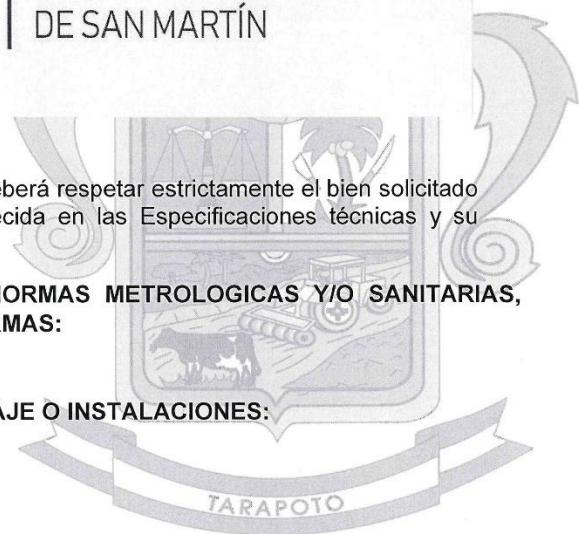 DE SAN MARTÍN
eberá respetar estrictamente el bien solicitado
ecida en las Especificaciones técnicas y su
NORMAS METROLOGICAS Y/O SANITARIAS,
MAS:
AJE O INSTALACIONES:
TARAPOTO